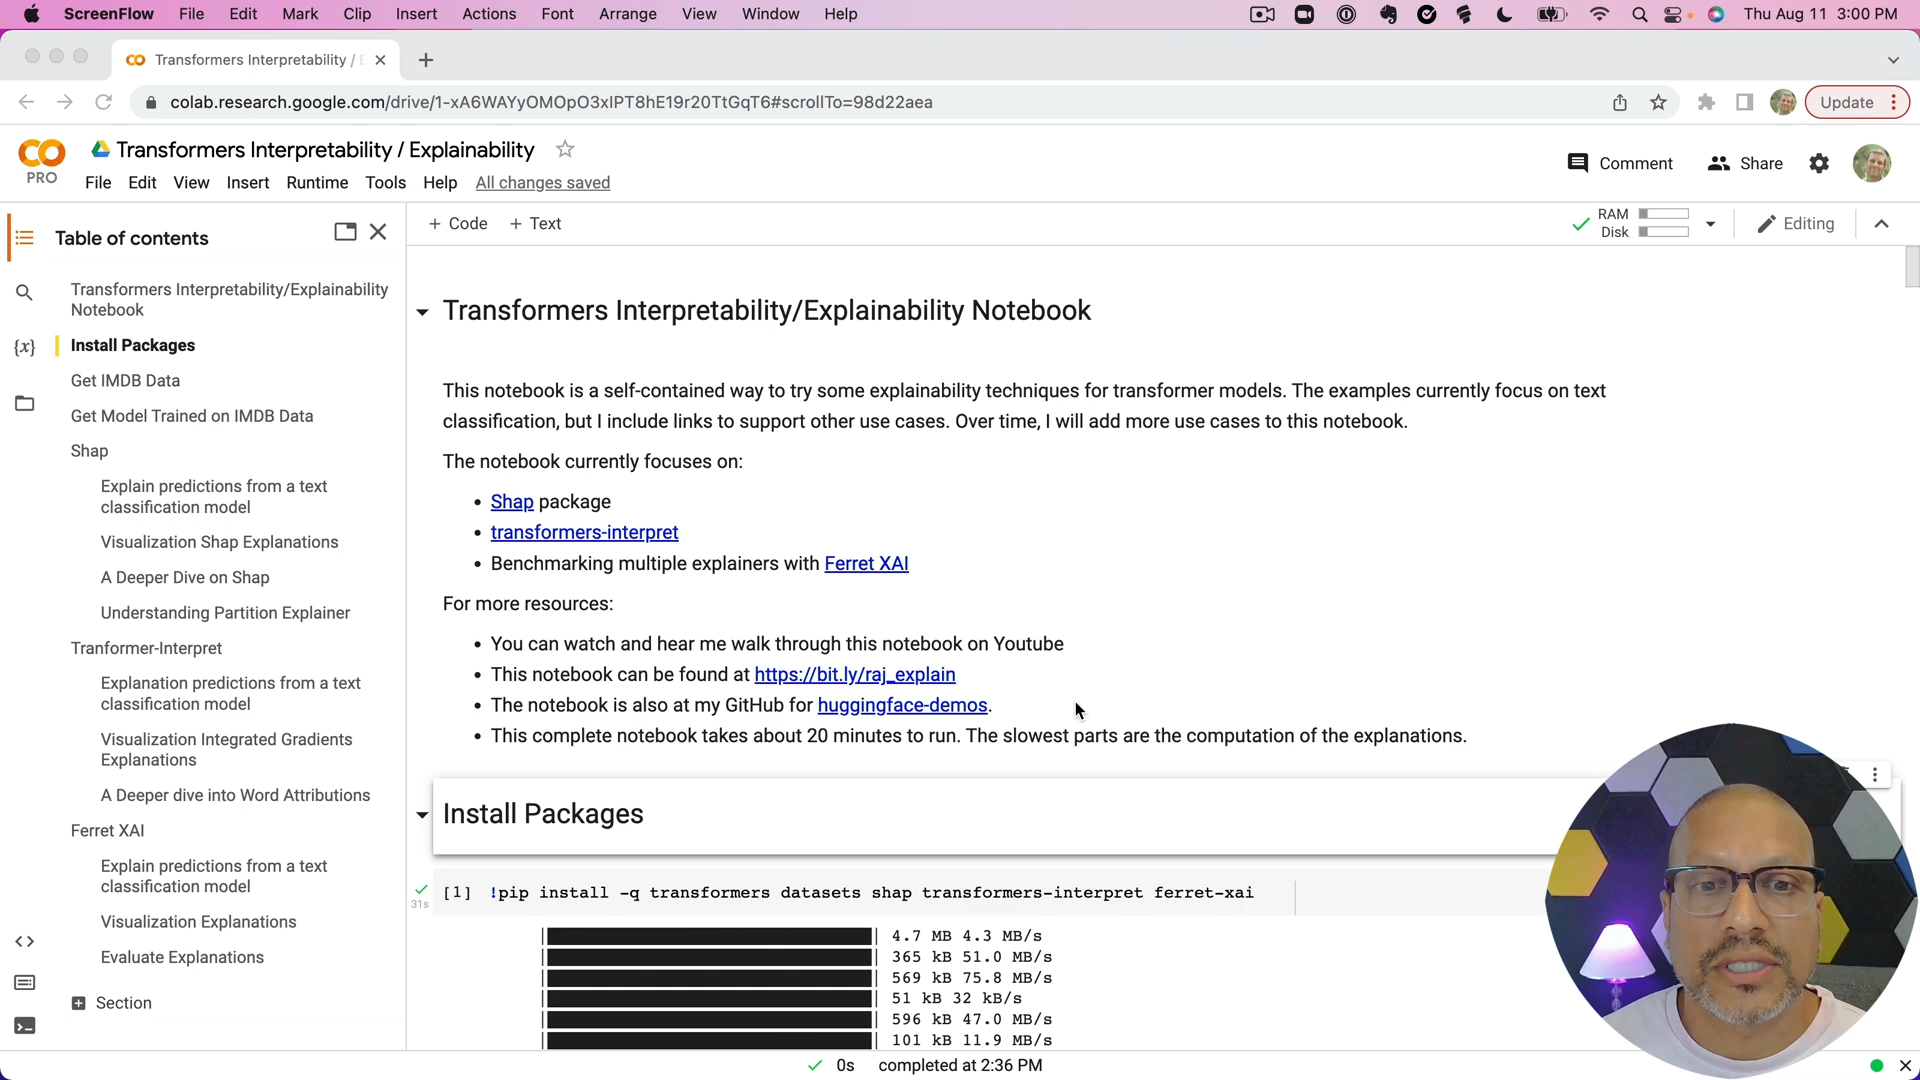 ScreenFlow File Edit Mark Clip Insert Actions Font Arrange View Window Help Thu Aug 11 3:00 PM
Transformers Interpretability / E
colab.research.google.com/drive/1-xA6WAYyOMOpO3xIPT8hE19r20TtGqT6#scrollTo=98d22aea Update
Transformers Interpretability / Explainability
PRO
File Edit View Insert Runtime Tools Help All changes saved
Comment Share
Table of contents
Transformers Interpretability/Explainability
Notebook
Install Packages
Get IMDB Data
Get Model Trained on IMDB Data
Shap
Explain predictions from a text
classification model
Visualization Shap Explanations
A Deeper Dive on Shap
Understanding Partition Explainer
Tranformer-Interpret
Explanation predictions from a text
classification model
Visualization Integrated Gradients
Explanations
A Deeper dive into Word Attributions
Ferret XAI
Explain predictions from a text
classification model
Visualization Explanations
Evaluate Explanations
Section
+ Code + Text
RAM
Disk
Editing
Transformers Interpretability/Explainability Notebook
This notebook is a self-contained way to try some explainability techniques for transformer models. The examples currently focus on text
classification, but I include links to support other use cases. Over time, I will add more use cases to this notebook.
The notebook currently focuses on:
• Shap package
• transformers-interpret
• Benchmarking multiple explainers with Ferret XAI
For more resources:
• You can watch and hear me walk through this notebook on Youtube
• This notebook can be found at https://bit.ly/raj_explain
• The notebook is also at my GitHub for huggingface-demos.
• This complete notebook takes about 20 minutes to run. The slowest parts are the computation of the explanations.
Install Packages
[1] !pip install -q transformers datasets shap transformers-interpret ferret-xai
31s
4.7 MB 4.3 MB/s
365 kB 51.0 MB/s
569 kB 75.8 MB/s
51 kB 32 kB/s
596 kB 47.0 MB/s
101 kB 11.9 MB/s
0s completed at 2:36 PM